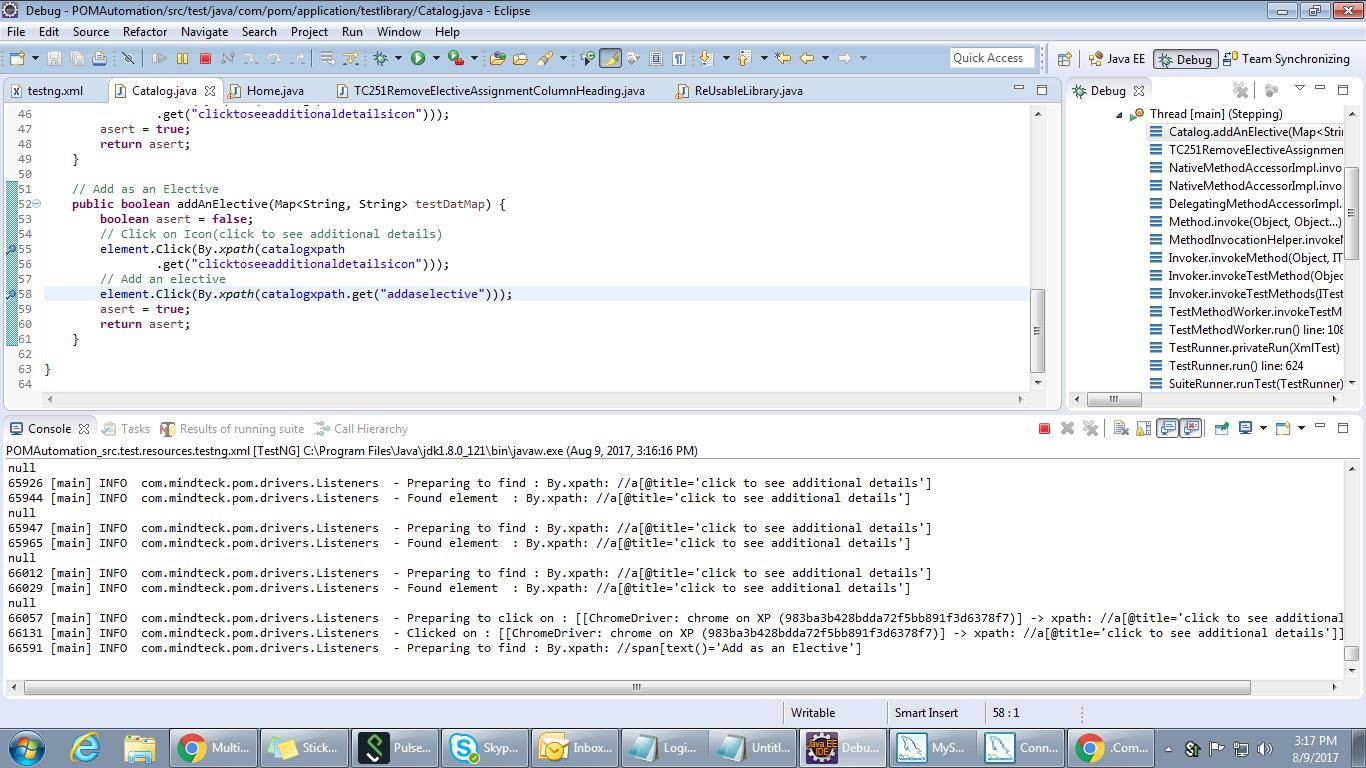 Debug - POMAutomation/src/test/java/com/pom/application/testlibrary/Catalog.java - Eclipse
File Edit Source Refactor Navigate Search Project Run Window Help
Quick Access Java EE Debug Team Synchronizing
testng.xml Catalog.java Home.java TC251RemoveElectiveAssignmentColumnHeading.java ReUsableLibrary.java
46 .get("clicktoseeadditionaldetailsicon")));
47 asert = true;
48 return asert;
49 }
50
51 // Add as an Elective
52 public boolean addAnElective(Map<String, String> testDatMap) {
53 boolean asert = false;
54 // Click on Icon(click to see additional details)
55 element.Click(By.xpath(catalogxpath
56 .get("clicktoseeadditionaldetailsicon")));
57 // Add an elective
58 element.Click(By.xpath(catalogxpath.get("addaselective")));
59 asert = true;
60 return asert;
61 }
62
63 }
64
Debug
Thread [main] (Stepping)
Catalog.addAnElective(Map<Stri
TC251RemoveElectiveAssignmen
NativeMethodAccessorImpl.invo
NativeMethodAccessorImpl.invo
DelegatingMethodAccessorImpl.
Method.invoke(Object, Object...)
MethodInvocationHelper.invokeM
Invoker.invokeMethod(Object, IT
Invoker.invokeTestMethod(Objec
Invoker.invokeTestMethods(ITest
TestMethodWorker.invokeTestM
TestMethodWorker.run() line: 108
TestRunner.privateRun(XmlTest)
TestRunner.run() line: 624
SuiteRunner.runTest(TestRunner)
Console Tasks Results of running suite Call Hierarchy
POMAutomation_src.test.resources.testng.xml [TestNG] C:\Program Files\Java\jdk1.8.0_121\bin\javaw.exe (Aug 9, 2017, 3:16:16 PM)
null
65926 [main] INFO com.mindteck.pom.drivers.Listeners - Preparing to find : By.xpath: //a[@title='click to see additional details']
65944 [main] INFO com.mindteck.pom.drivers.Listeners - Found element : By.xpath: //a[@title='click to see additional details']
null
65947 [main] INFO com.mindteck.pom.drivers.Listeners - Preparing to find : By.xpath: //a[@title='click to see additional details']
65965 [main] INFO com.mindteck.pom.drivers.Listeners - Found element : By.xpath: //a[@title='click to see additional details']
null
66012 [main] INFO com.mindteck.pom.drivers.Listeners - Preparing to find : By.xpath: //a[@title='click to see additional details']
66029 [main] INFO com.mindteck.pom.drivers.Listeners - Found element : By.xpath: //a[@title='click to see additional details']
null
66057 [main] INFO com.mindteck.pom.drivers.Listeners - Preparing to click on : [[ChromeDriver: chrome on XP (983ba3b428bdda72f5bb891f3d6378f7)] -> xpath: //a[@title='click to see additional
66131 [main] INFO com.mindteck.pom.drivers.Listeners - Clicked on : [[ChromeDriver: chrome on XP (983ba3b428bdda72f5bb891f3d6378f7)] -> xpath: //a[@title='click to see additional details']]
66591 [main] INFO com.mindteck.pom.drivers.Listeners - Preparing to find : By.xpath: //span[text()='Add as an Elective']
Writable Smart Insert 58 : 1
Multi... Stick... Pulse... Skyp... Inbox... Logi... Untitl... Debu... MyS... Conn... .Com... 3:17 PM
8/9/2017